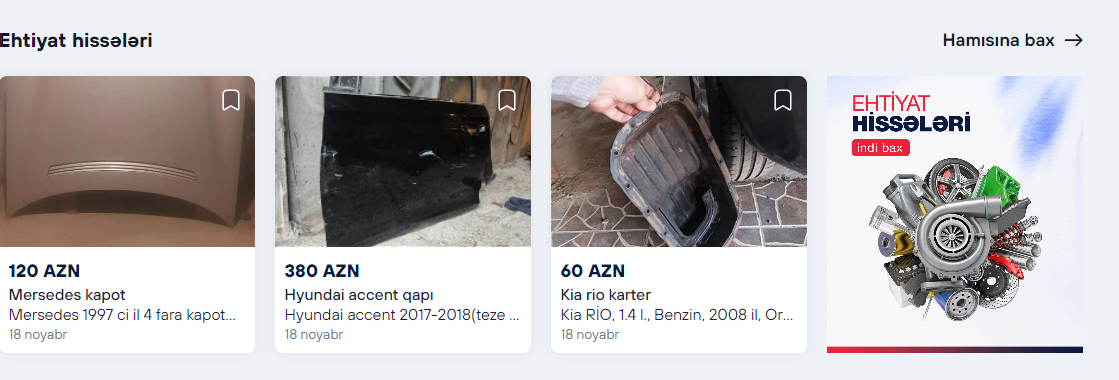 Ehtiyat hissələri
Hamısına bax
120 AZN
Mersedes kapot
Mersedes 1997 ci il 4 fara kapot...
18 noyabr
380 AZN
Hyundai accent qapı
Hyundai accent 2017-2018(teze ...
18 noyabr
60 AZN
Kia rio karter
Kia RİO, 1.4 l., Benzin, 2008 il, Or...
18 noyabr
EHTİYAT
HİSSƏLƏRİ
indi bax